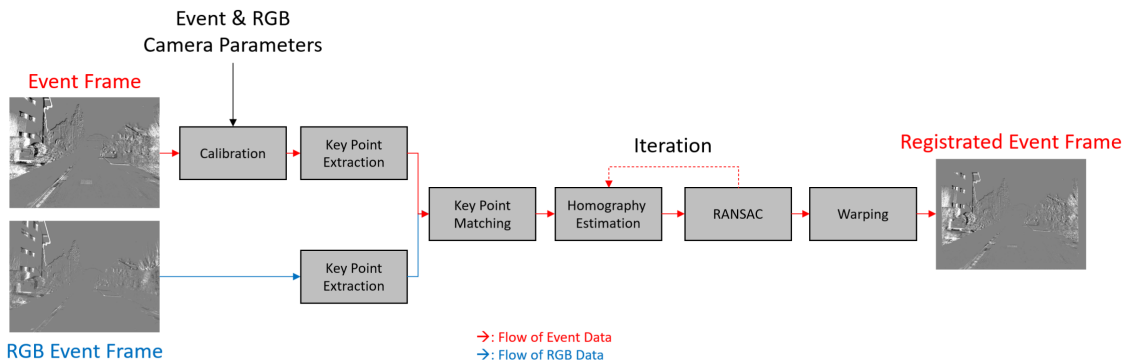 Event & RGB
Camera Parameters
Event Frame
Calibration
Key Point
Extraction
Iteration
Registrated Event Frame
Key Point
Matching
Homography
Estimation
RANSAC
Warping
Key Point
Extraction
RGB Event Frame
→: Flow of Event Data
→: Flow of RGB Data